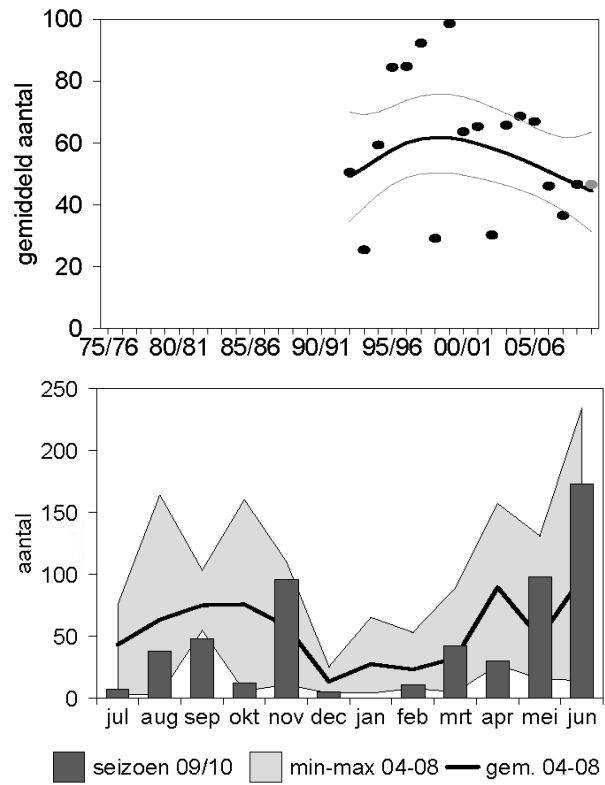 gemiddeld aantal
100
80
60
40
20
0
75/76 80/81 85/86 90/91 95/96 00/01 05/06
aantal
250
200
150
100
50
0
jul aug sep okt nov dec jan feb mrt apr mei jun
seizoen 09/10 min-max 04-08 gem. 04-08